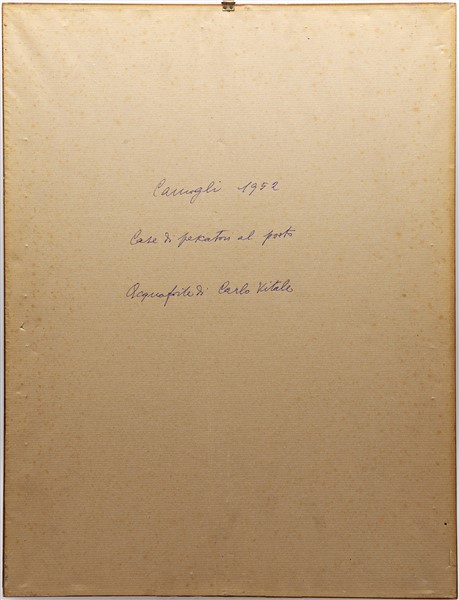 Camogli 1952
Case di pescatori al porto
Acquaforte di Carlo Vitale